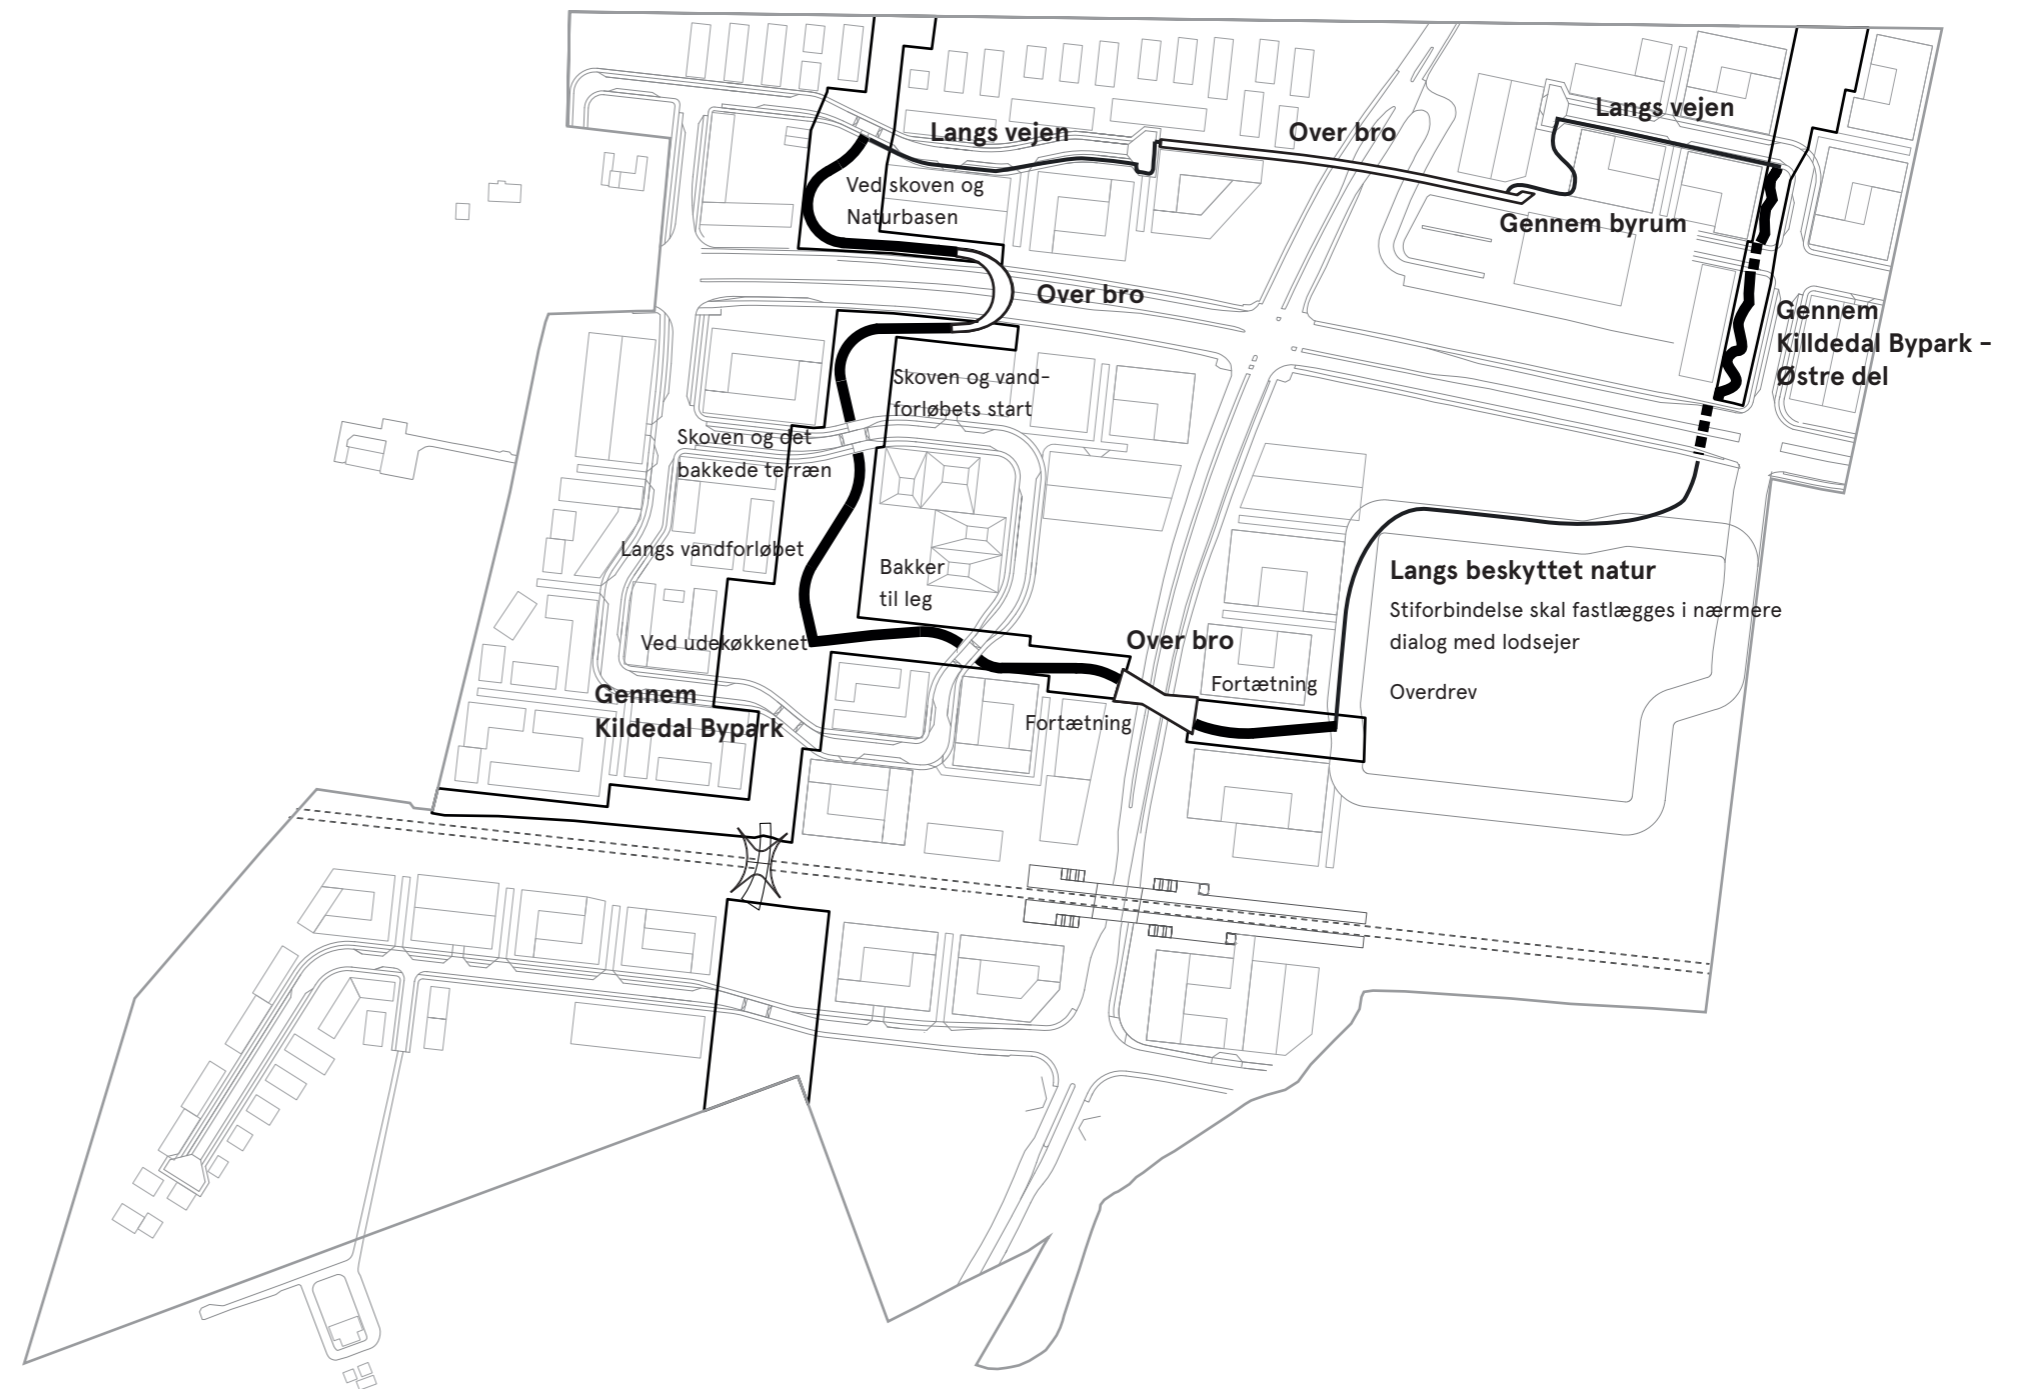 Langs vejen
Langs vejen
Over bro
Ved skoven og
Naturbasen
Gennem byrum
Over bro
Gennem
Killdedal Bypark -
Østre del
Skoven og vand-
forløbets start
Skoven og det
bakkede terræn
Langs vandforløbet
Bakker
til leg
Langs beskyttet natur
Stiforbindelse skal fastlægges i nærmere
dialog med lodsejer
Overdrev
Ved udekøkkenet
Over bro
Fortætning
Gennem
Kildedal Bypark
Fortætning